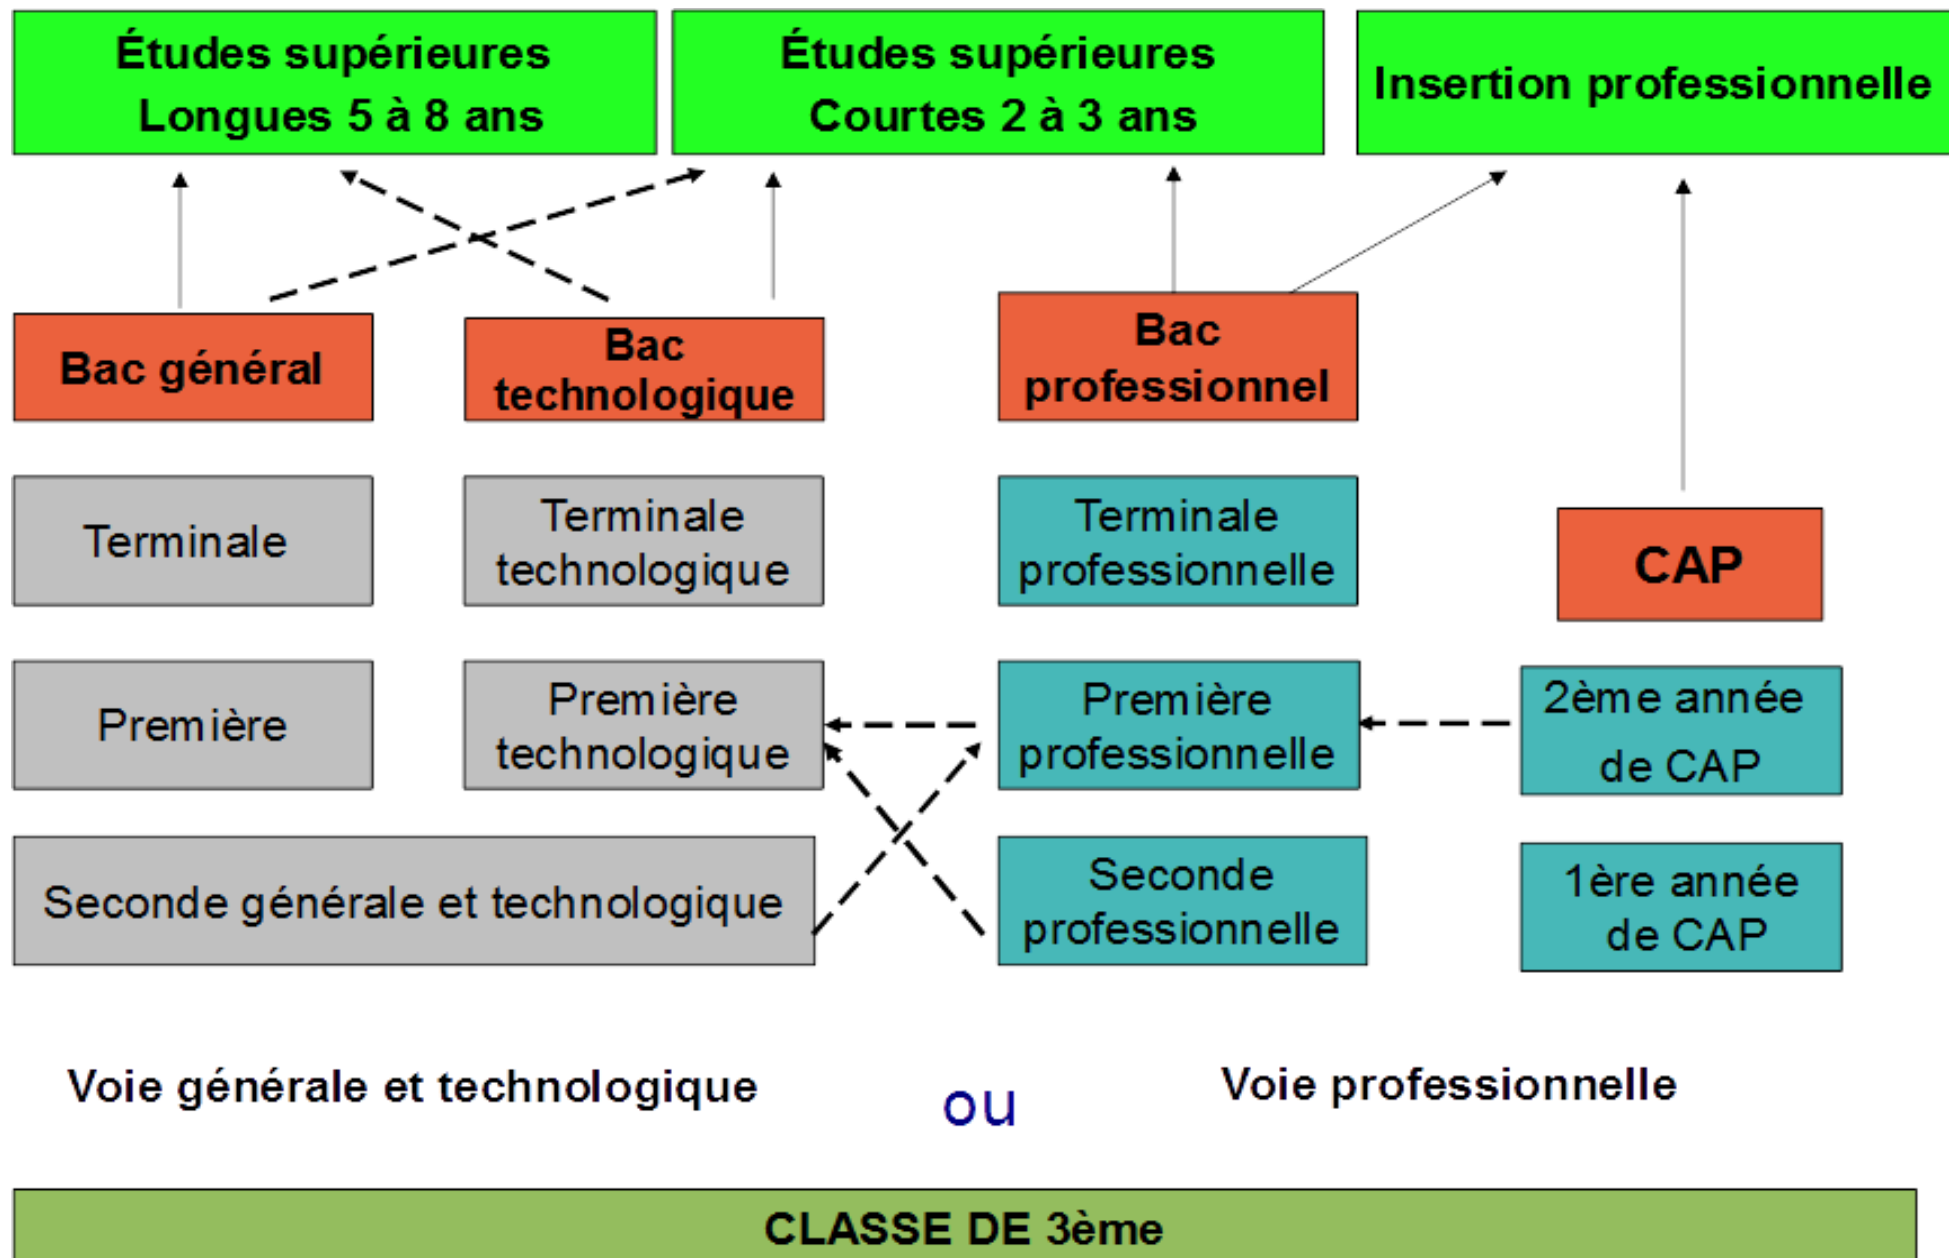 Études supérieures
Longues 5 à 8 ans
Études supérieures
Courtes 2 à 3 ans
Insertion professionnelle
Bac général
Bac
technologique
Bac
professionnel
Terminale
Terminale
technologique
Terminale
professionnelle
CAP
Première
Première
technologique
Première
professionnelle
2ème année
de CAP
Seconde générale et technologique
Seconde
professionnelle
1ère année
de CAP
Voie générale et technologique
ou
Voie professionnelle
CLASSE DE 3ème